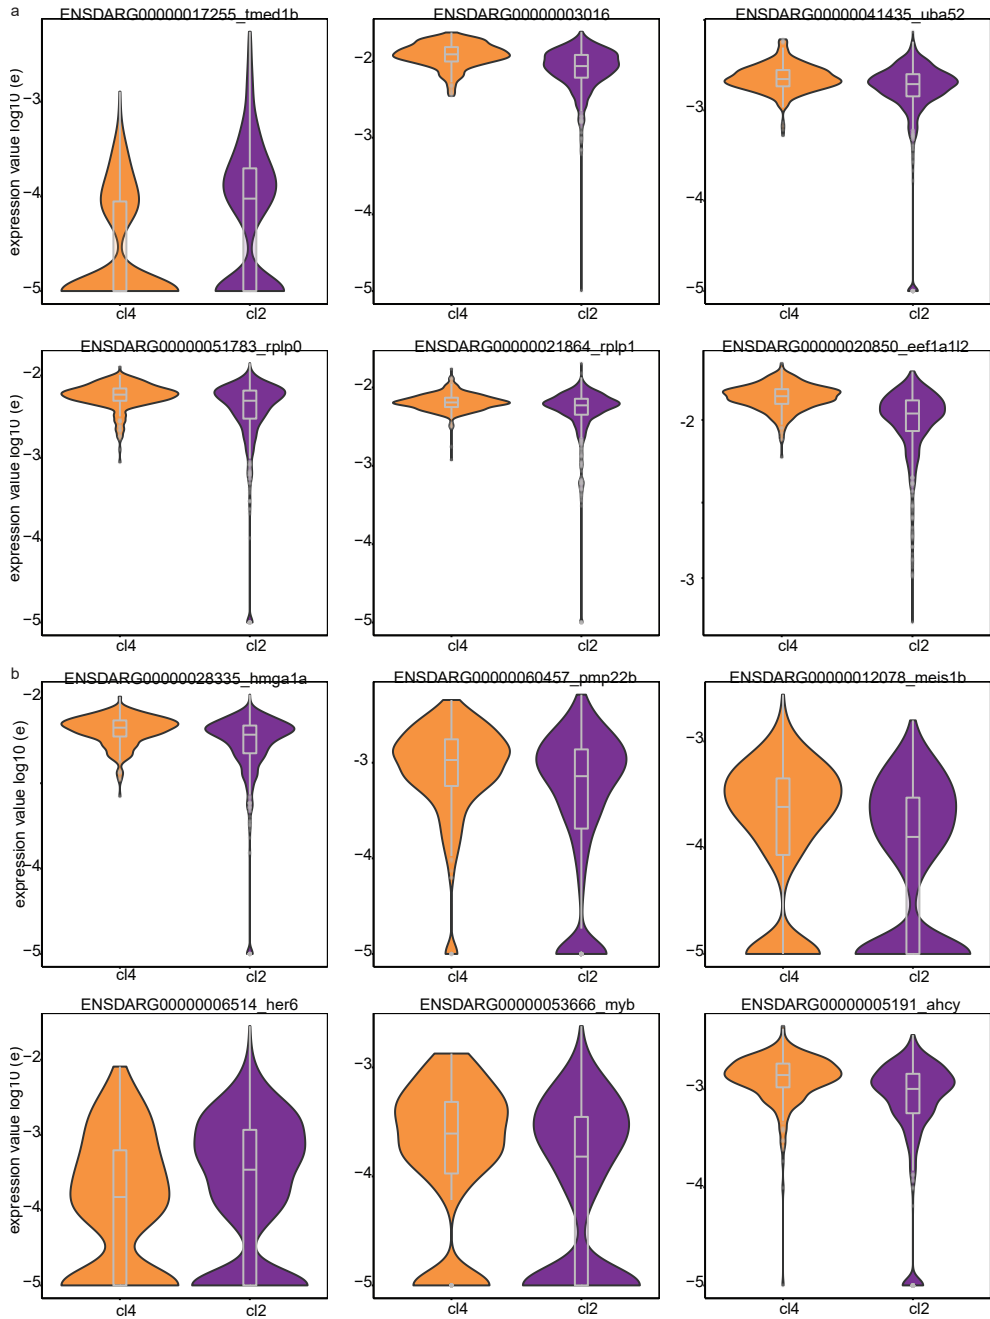 a
ENSDARG00000017255_tmed1b
ENSDARG00000003016
ENSDARG00000041435_uba52
expression value log10 (e)
−3
−4
−5
cl4
cl2
−2
−3
−4
−5
cl4
cl2
−3
−4
−5
cl4
cl2
ENSDARG00000051783_rplp0
ENSDARG00000021864_rplp1
ENSDARG00000020850_eef1a1l2
expression value log10 (e)
−2
−3
−4
−5
cl4
cl2
−2
−3
−4
−5
cl4
cl2
−2
-3
cl4
cl2
b
ENSDARG00000028335_hmga1a
ENSDARG00000060457_pmp22b
ENSDARG00000012078_meis1b
expression value log10 (e)
−2
−3
−4
−5
cl4
cl2
−3
−4
−5
cl4
cl2
−3
−4
−5
cl4
cl2
ENSDARG00000006514_her6
ENSDARG00000053666_myb
ENSDARG00000005191_ahcy
expression value log10 (e)
−2
−3
−4
−5
cl4
cl2
−3
−4
−5
cl4
cl2
−3
−4
−5
cl4
cl2